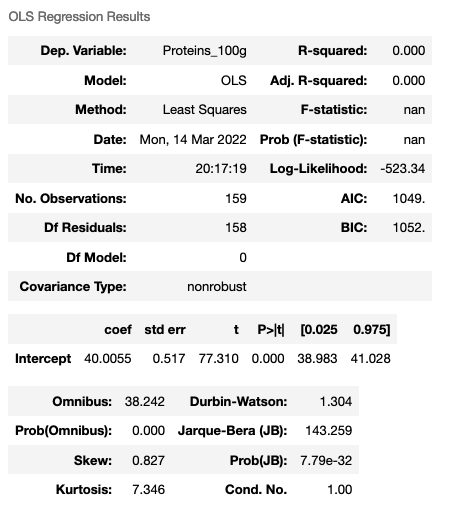 OLS Regression Results
Dep. Variable: Proteins_100g R-squared: 0.000
Model: OLS Adj. R-squared: 0.000
Method: Least Squares F-statistic: nan
Date: Mon, 14 Mar 2022 Prob (F-statistic): nan
Time: 20:17:19 Log-Likelihood: -523.34
No. Observations: 159 AIC: 1049.
Df Residuals: 158 BIC: 1052.
Df Model: 0
Covariance Type: nonrobust
coef std err t P>|t| [0.025 0.975]
Intercept 40.0055 0.517 77.310 0.000 38.983 41.028
Omnibus: 38.242 Durbin-Watson: 1.304
Prob(Omnibus): 0.000 Jarque-Bera (JB): 143.259
Skew: 0.827 Prob(JB): 7.79e-32
Kurtosis: 7.346 Cond. No. 1.00